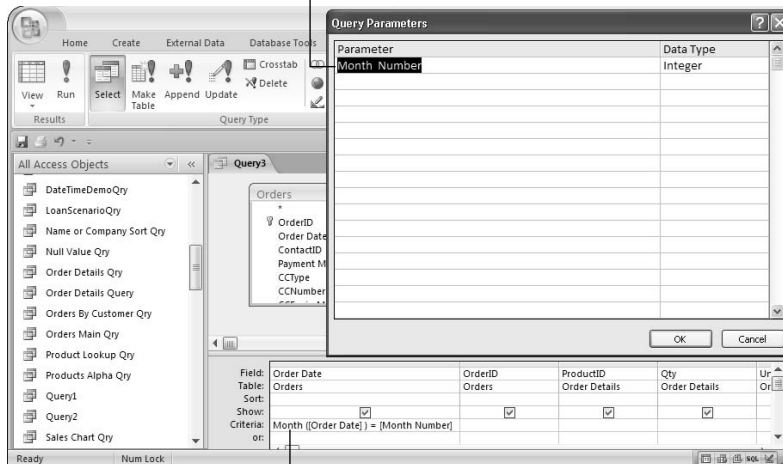 Query Parameters
Parameter
Data Type
Month Number
Integer
OK
Cancel
Home
Create
External Data
Database Tools
View
Run
Select
Make Table
Append
Update
Crosstab
Delete
Results
Query Type
All Access Objects
DateTimeDemoQry
LoanScenarioQry
Name or Company Sort Qry
Null Value Qry
Order Details Qry
Order Details Query
Orders By Customer Qry
Orders Main Qry
Product Lookup Qry
Products Alpha Qry
Query1
Query2
Sales Chart Qry
Query3
Orders
*
OrderID
Order Date
ContactID
Payment M
CCType
CCNumber
Field: Order Date OrderID ProductID Qty Un
Table: Orders Orders Order Details Order Details Or
Sort:
Show:
Criteria: Month ([Order Date] ) = [Month Number]
or:
Ready
Num Lock
SQL